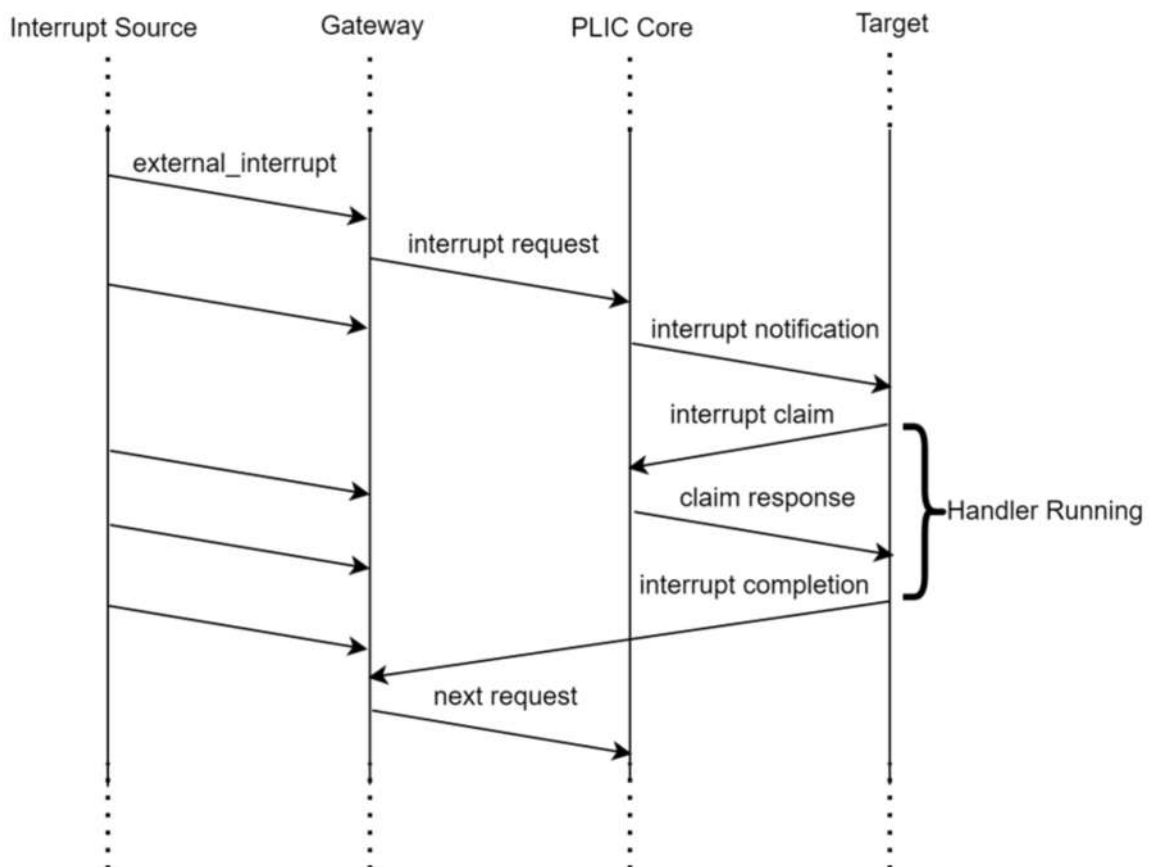 Interrupt Source
Gateway
PLIC Core
Target
external_interrupt
interrupt request
interrupt notification
interrupt claim
claim response
Handler Running
interrupt completion
next request